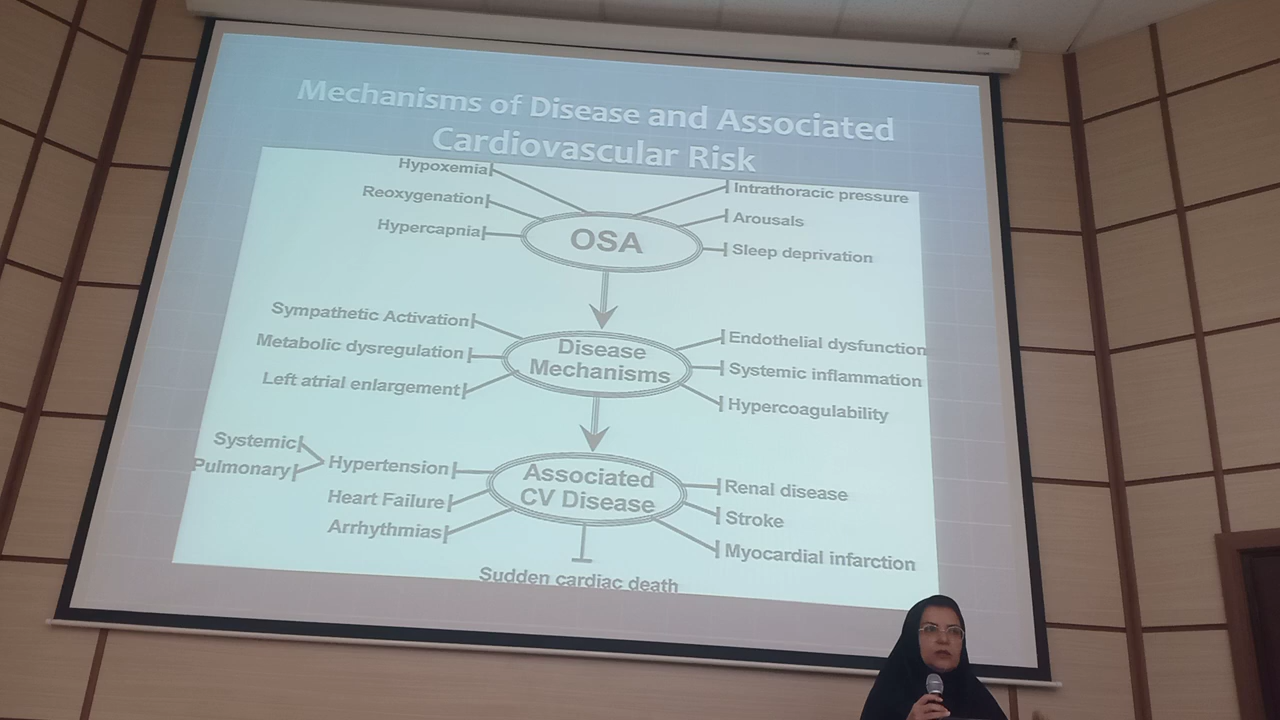 Mechanisms of Disease and Associated
Cardiovascular Risk
Hypoxemia
Reoxygenation
Hypercapnia
OSA
Intrathoracic pressure
Arousals
Sleep deprivation
Sympathetic Activation
Metabolic dysregulation
Left atrial enlargement
Disease
Mechanisms
Endothelial dysfunction
Systemic inflammation
Hypercoagulability
Systemic
Pulmonary
Hypertension
Heart Failure
Arrhythmias
Associated
CV Disease
Renal disease
Stroke
Myocardial infarction
Sudden cardiac death